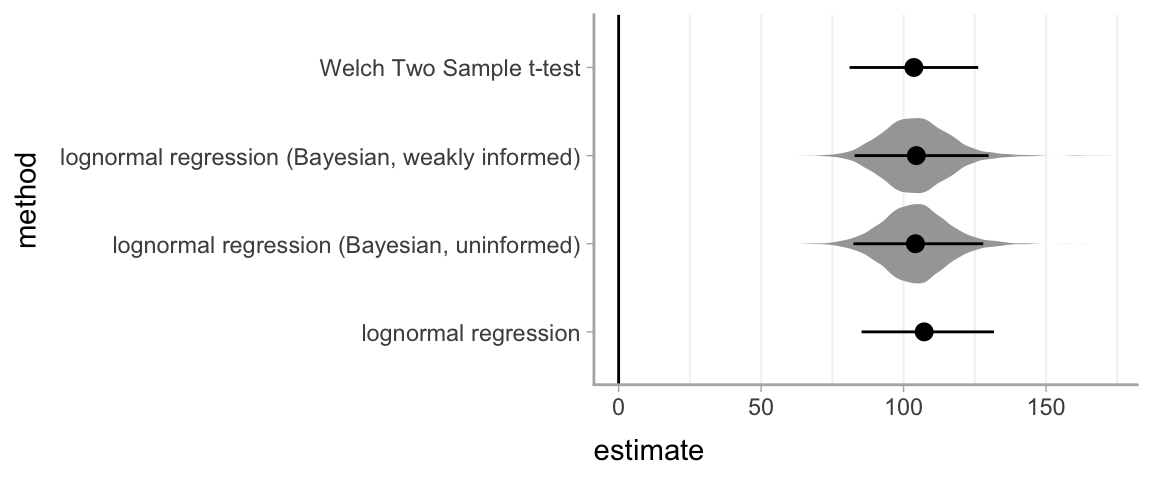 Welch Two Sample t-test
lognormal regression (Bayesian, weakly informed)
lognormal regression (Bayesian, uninformed)
lognormal regression
method
0 50 100 150
estimate